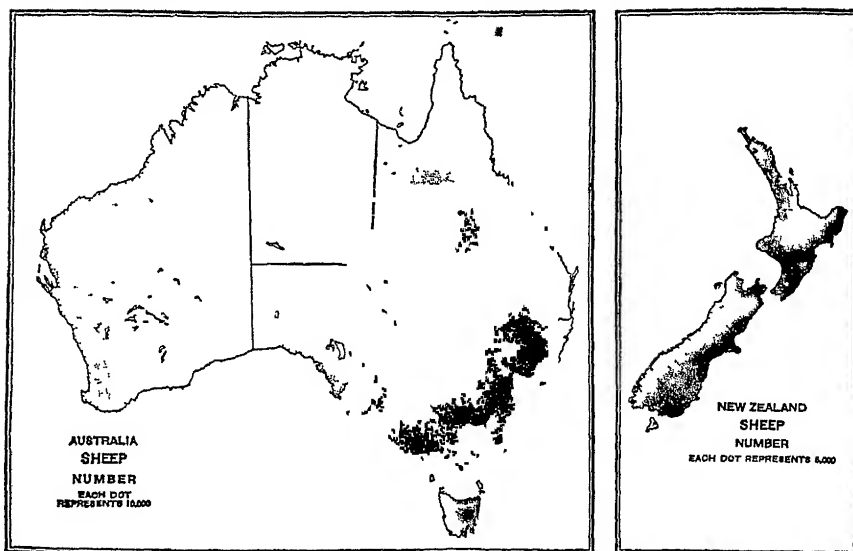 AUSTRALIA
SHEEP
NUMBER
EACH DOT
REPRESENTS 10,000
NEW ZEALAND
SHEEP
NUMBER
EACH DOT REPRESENTS 5,000